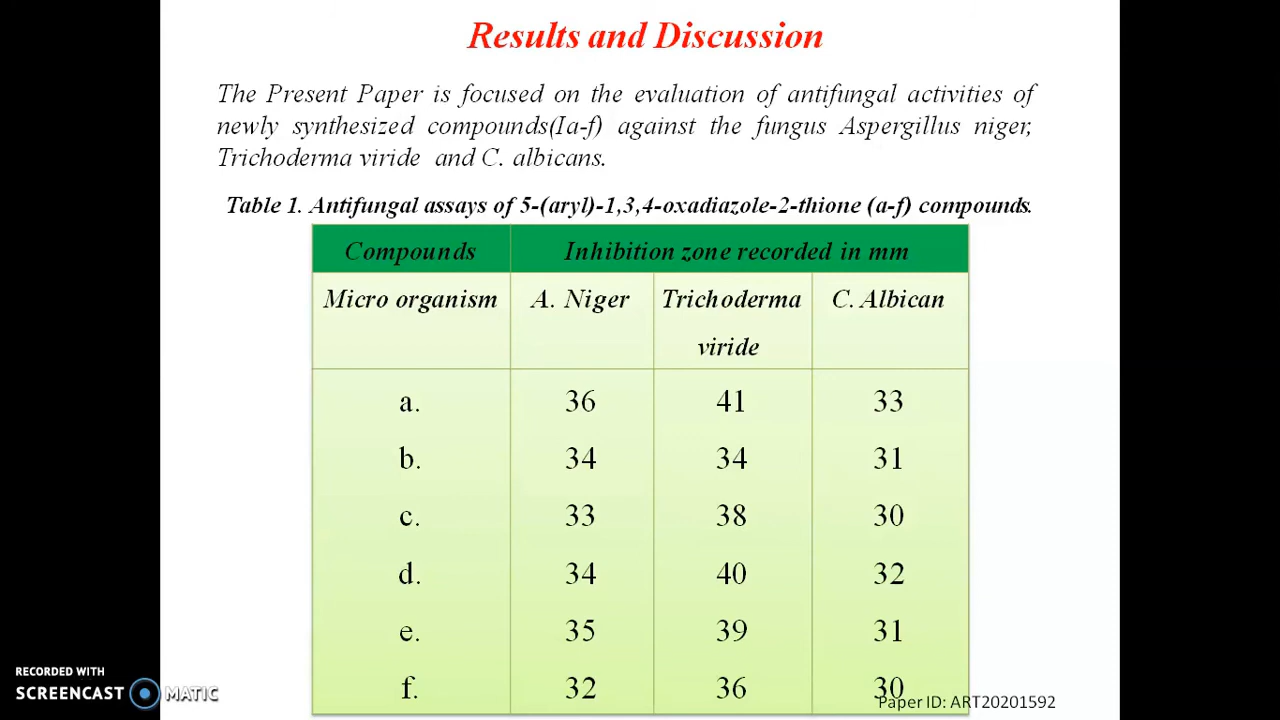 Results and Discussion
The Present Paper is focused on the evaluation of antifungal activities of
newly synthesized compounds(Ia-f) against the fungus Aspergillus niger,
Trichoderma viride and C. albicans.
Table 1. Antifungal assays of 5-(aryl)-1,3,4-oxadiazole-2-thione (a-f) compounds.
Compounds Inhibition zone recorded in mm
Micro organism A. Niger Trichoderma C. Albican
viride
a. 36 41 33
b. 34 34 31
c. 33 38 30
d. 34 40 32
e. 35 39 31
f. 32 36 30
Paper ID: ART20201592
RECORDED WITH
SCREENCAST MATIC